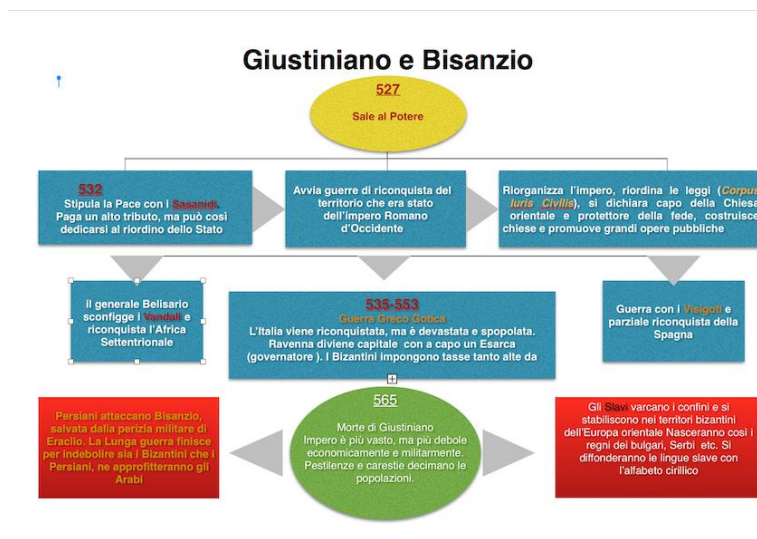 Giustiniano e Bisanzio
527
Sale al Potere
532
Stipula la Pace con i Sasanidi.
Paga un alto tributo, ma può così
dedicarsi al riordino dello Stato
Avvia guerre di riconquista del
territorio che era stato
dell'impero Romano
d'Occidente
Riorganizza l'impero, riordina le leggi (Corpus
Iuris Civilis), si dichiara capo della Chiesa
orientale e protettore della fede, costruisce
chiese e promuove grandi opere pubbliche
il generale Belisario
sconfigge i Vandali e
riconquista l'Africa
Settentrionale
535-553
Guerra Greco Gotica
L'Italia viene riconquistata, ma è devastata e spopolata.
Ravenna diviene capitale con a capo un Esarca
(governatore ). I Bizantini impongono tasse tanto alte da
Guerra con i Visigoti e
parziale riconquista della
Spagna
Persiani attaccano Bisanzio,
salvata dalla perizia militare di
Eraclio. La Lunga guerra finisce
per indebolire sia i Bizantini che i
Persiani, ne approfitteranno gli
Arabi
565
Morte di Giustiniano
Impero è più vasto, ma più debole
economicamente e militarmente.
Pestilenze e carestie decimano le
popolazioni.
Gli Slavi varcano i confini e si
stabiliscono nei territori bizantini
dell'Europa orientale Nasceranno così i
regni dei bulgari, Serbi etc. Si
diffonderanno le lingue slave con
l'alfabeto cirillico